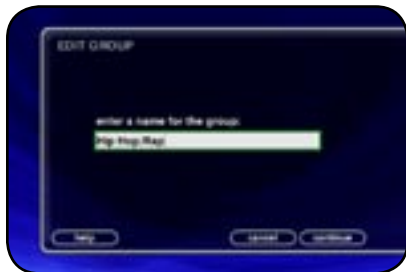 EDIT GROUP
enter a name for the group:
Hip Hop/Rap
help
cancel
continue